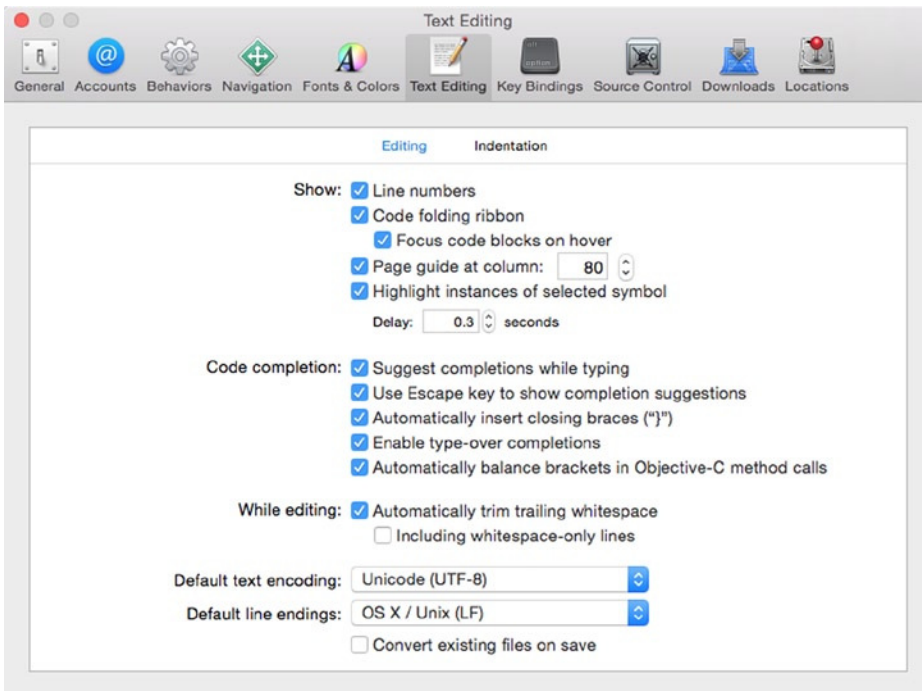 Text Editing
General Accounts Behaviors Navigation Fonts & Colors Text Editing Key Bindings Source Control Downloads Locations
Editing Indentation
Show: Line numbers
Code folding ribbon
Focus code blocks on hover
Page guide at column: 80
Highlight instances of selected symbol
Delay: 0.3 seconds
Code completion: Suggest completions while typing
Use Escape key to show completion suggestions
Automatically insert closing braces (“}”)
Enable type-over completions
Automatically balance brackets in Objective-C method calls
While editing: Automatically trim trailing whitespace
Including whitespace-only lines
Default text encoding: Unicode (UTF-8)
Default line endings: OS X / Unix (LF)
Convert existing files on save